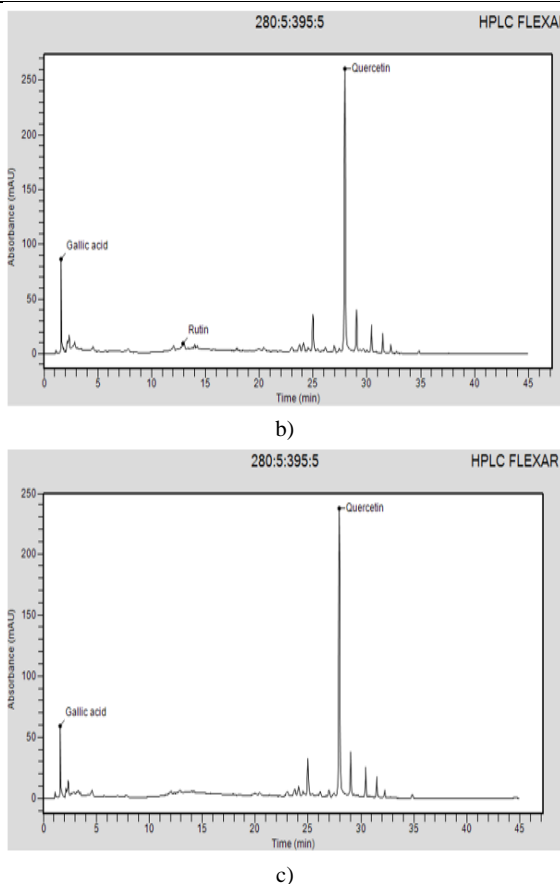 280:5:395:5 HPLC FLEXAR
Absorbance (mAU)
250
200
150
100
50
0
Quercetin
Gallic acid
Rutin
0 5 10 15 20 25 30 35 40 45
Time (min)
b)
280:5:395:5 HPLC FLEXAR
Absorbance (mAU)
250
200
150
100
50
0
Quercetin
Gallic acid
0 5 10 15 20 25 30 35 40 45
Time (min)
c)